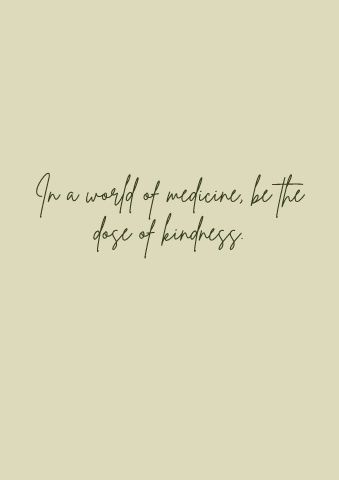 In a world of medicine, be the
dose of kindness.